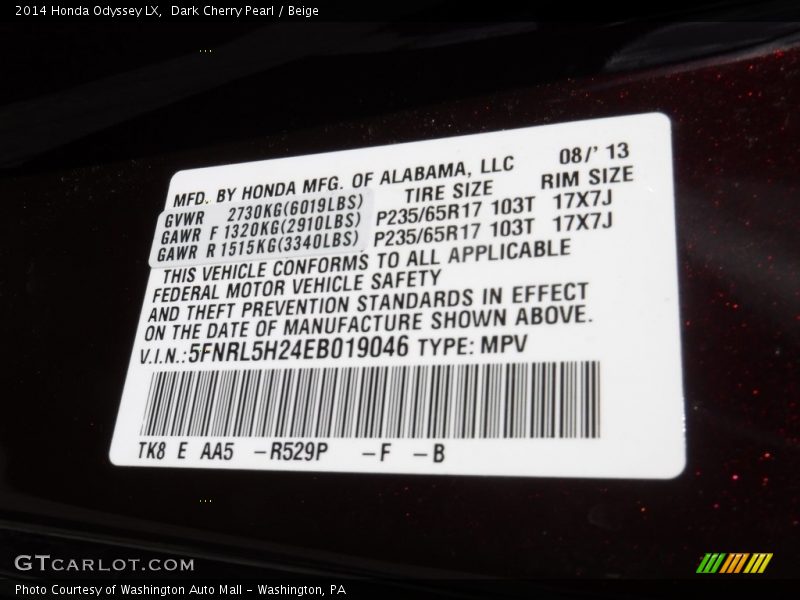 2014 Honda Odyssey LX, Dark Cherry Pearl / Beige
MFD. BY HONDA MFG. OF ALABAMA, LLC 08/' 13
GVWR 2730KG(6019LBS) TIRE SIZE RIM SIZE
GAWR F 1320KG(2910LBS) P235/65R17 103T 17X7J
GAWR R 1515KG(3340LBS) P235/65R17 103T 17X7J
THIS VEHICLE CONFORMS TO ALL APPLICABLE
FEDERAL MOTOR VEHICLE SAFETY
AND THEFT PREVENTION STANDARDS IN EFFECT
ON THE DATE OF MANUFACTURE SHOWN ABOVE.
V.I.N.: 5FNRL5H24EB019046 TYPE: MPV
TK8 E AA5 -R529P -F -B
GTCARLOT.COM
Photo Courtesy of Washington Auto Mall - Washington, PA